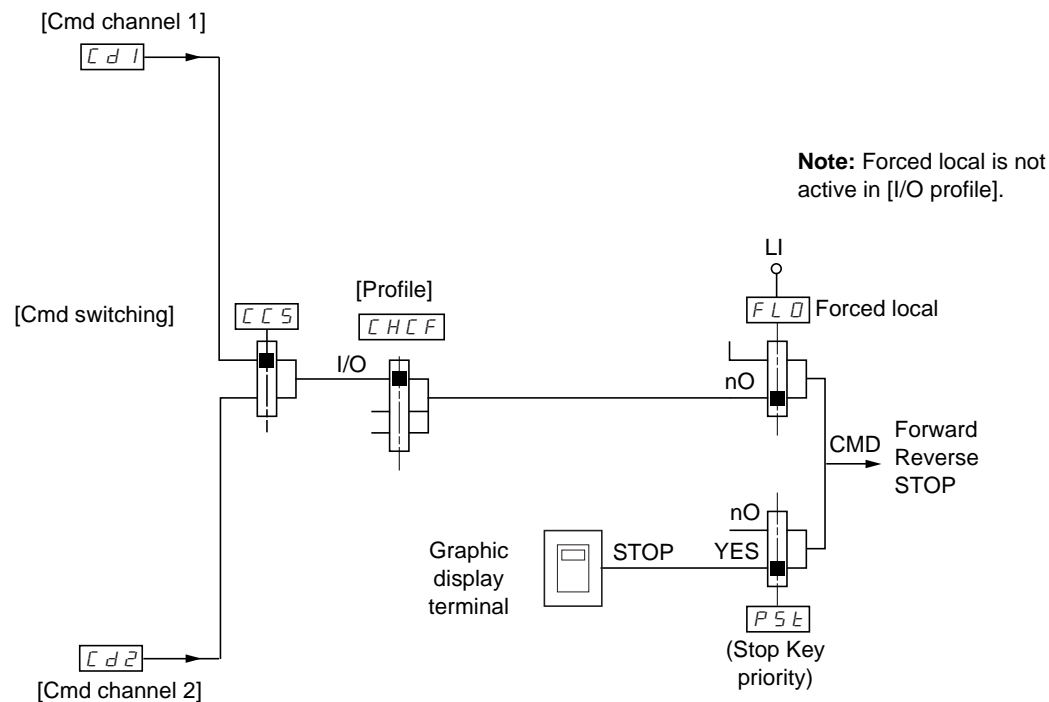 [Cmd channel 1]
Cd1
Note: Forced local is not
active in [I/O profile].
LI
[Cmd switching]
CCS
[Profile]
CHCF
FLO
Forced local
I/O
nO
CMD
Forward
Reverse
STOP
nO
Graphic
display
terminal
STOP
YES
PSt
(Stop Key
priority)
Cd2
[Cmd channel 2]